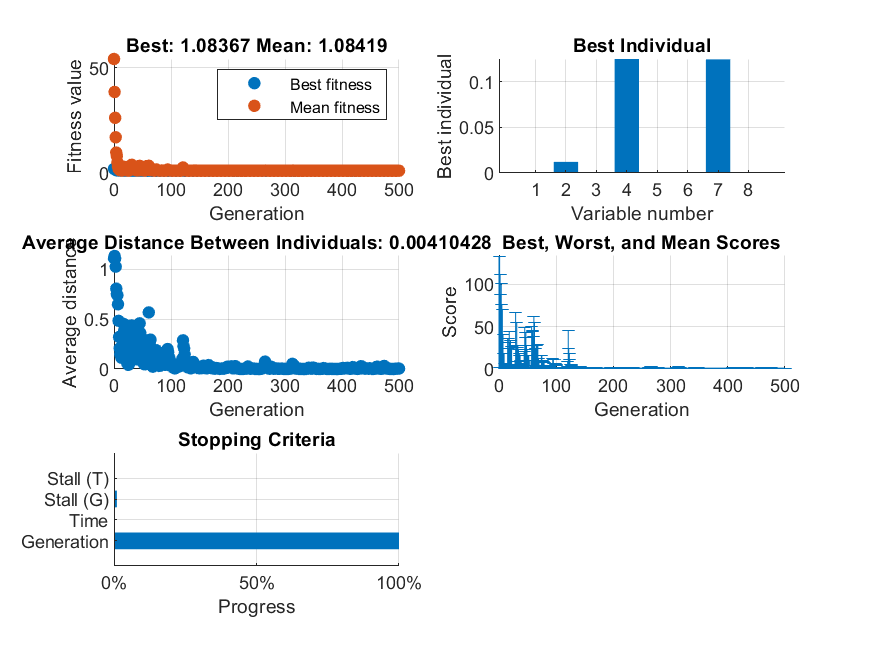 Best: 1.08367 Mean: 1.08419
Fitness value
50
0
Best fitness
Mean fitness
0 100 200 300 400 500
Generation
Best Individual
Best individual
0.1
0.05
0
1 2 3 4 5 6 7 8
Variable number
Average Distance Between Individuals: 0.00410428
Average distance
1
0.5
0
0 100 200 300 400 500
Generation
Best, Worst, and Mean Scores
Score
100
50
0
0 100 200 300 400 500
Generation
Stopping Criteria
Stall (T)
Stall (G)
Time
Generation
0% 50% 100%
Progress